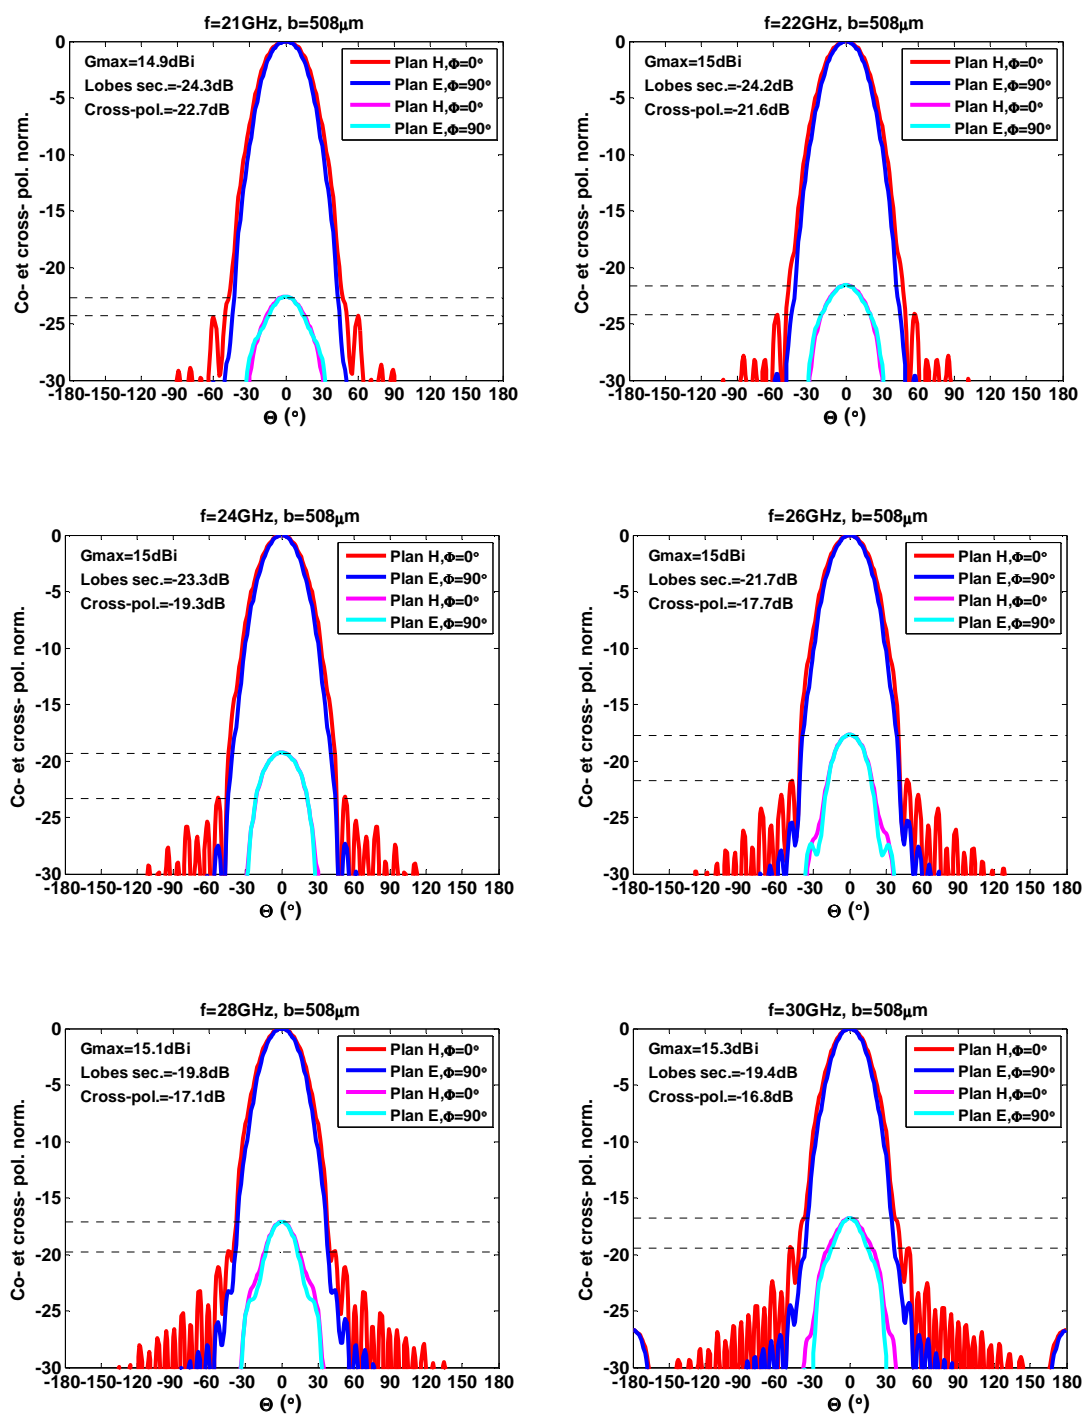 f=21GHz, b=508μm
Gmax=14.9dBi
Lobes sec.=-24.3dB
Cross-pol.=-22.7dB
Plan H,Φ=0°
Plan E,Φ=90°
Plan H,Φ=0°
Plan E,Φ=90°
Co- et cross- pol. norm.
0
-5
-10
-15
-20
-25
-30
-180-150-120 -90 -60 -30 0 30 60 90 120 150 180
Θ (°)
f=22GHz, b=508μm
Gmax=15dBi
Lobes sec.=-24.2dB
Cross-pol.=-21.6dB
Plan H,Φ=0°
Plan E,Φ=90°
Plan H,Φ=0°
Plan E,Φ=90°
Co- et cross- pol. norm.
0
-5
-10
-15
-20
-25
-30
-180-150-120 -90 -60 -30 0 30 60 90 120 150 180
Θ (°)
f=24GHz, b=508μm
Gmax=15dBi
Lobes sec.=-23.3dB
Cross-pol.=-19.3dB
Plan H,Φ=0°
Plan E,Φ=90°
Plan H,Φ=0°
Plan E,Φ=90°
Co- et cross- pol. norm.
0
-5
-10
-15
-20
-25
-30
-180-150-120 -90 -60 -30 0 30 60 90 120 150 180
Θ (°)
f=26GHz, b=508μm
Gmax=15dBi
Lobes sec.=-21.7dB
Cross-pol.=-17.7dB
Plan H,Φ=0°
Plan E,Φ=90°
Plan H,Φ=0°
Plan E,Φ=90°
Co- et cross- pol. norm.
0
-5
-10
-15
-20
-25
-30
-180-150-120 -90 -60 -30 0 30 60 90 120 150 180
Θ (°)
f=28GHz, b=508μm
Gmax=15.1dBi
Lobes sec.=-19.8dB
Cross-pol.=-17.1dB
Plan H,Φ=0°
Plan E,Φ=90°
Plan H,Φ=0°
Plan E,Φ=90°
Co- et cross- pol. norm.
0
-5
-10
-15
-20
-25
-30
-180-150-120 -90 -60 -30 0 30 60 90 120 150 180
Θ (°)
f=30GHz, b=508μm
Gmax=15.3dBi
Lobes sec.=-19.4dB
Cross-pol.=-16.8dB
Plan H,Φ=0°
Plan E,Φ=90°
Plan H,Φ=0°
Plan E,Φ=90°
Co- et cross- pol. norm.
0
-5
-10
-15
-20
-25
-30
-180-150-120 -90 -60 -30 0 30 60 90 120 150 180
Θ (°)